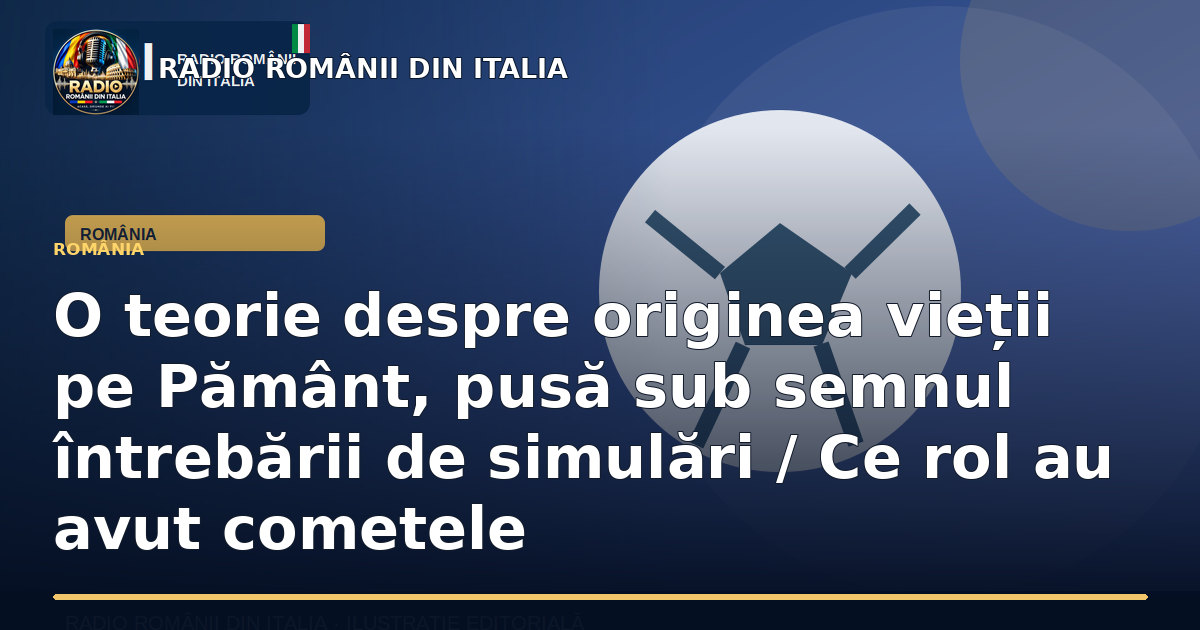 RADIO
ROMÂNII DIN ITALIA
RADIO ROMÂNII
DIN ITALIA
RADIO ROMÂNII DIN ITALIA
ROMÂNIA
ROMÂNIA
O teorie despre originea vieții
pe Pământ, pusă sub semnul
întrebării de simulări / Ce rol au
avut cometele
RADIO ROMÂNII DIN ITALIA · ILUSTRAȚIE EDITORIALĂ